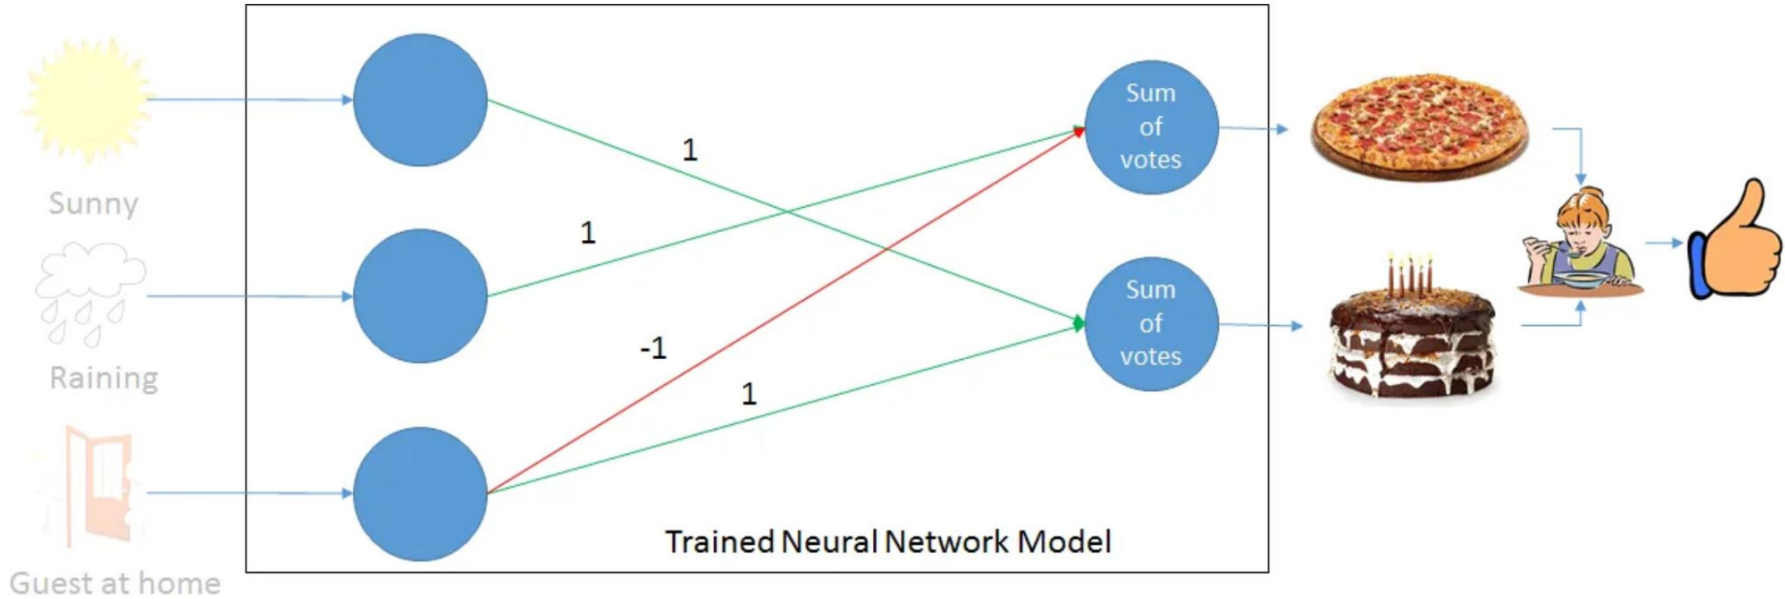 Sunny
Raining
Guest at home
1
1
-1
1
Sum
of
votes
Sum
of
votes
Trained Neural Network Model